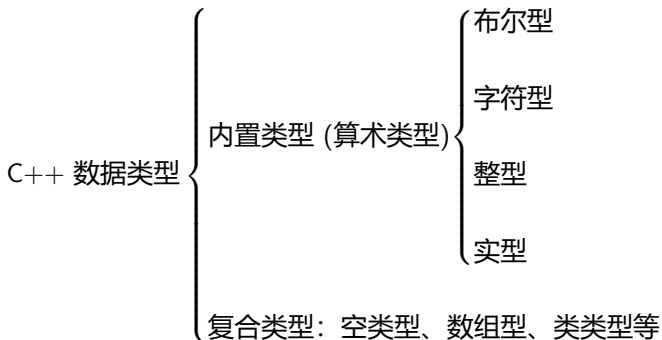 布尔型
字符型
内置类型 (算术类型)
C++ 数据类型
整型
实型
复合类型：空类型、数组型、类类型等